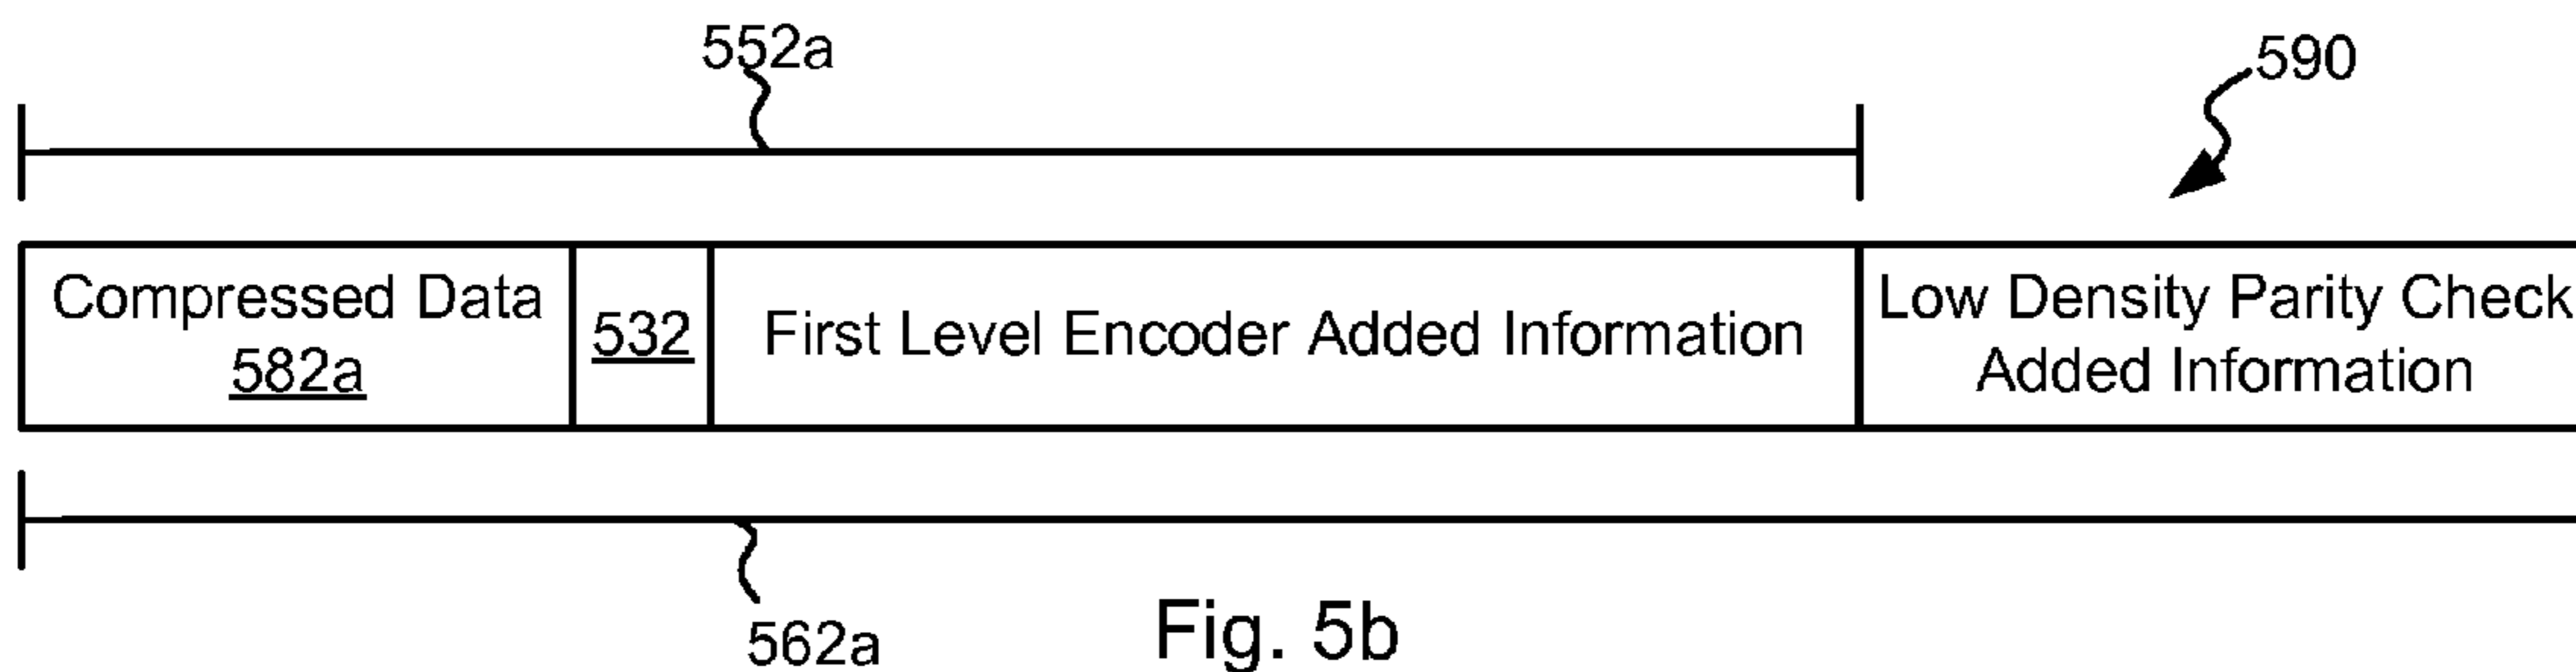 552a
590
Compressed Data
582a
532
First Level Encoder Added Information
Low Density Parity Check
Added Information
562a
Fig. 5b